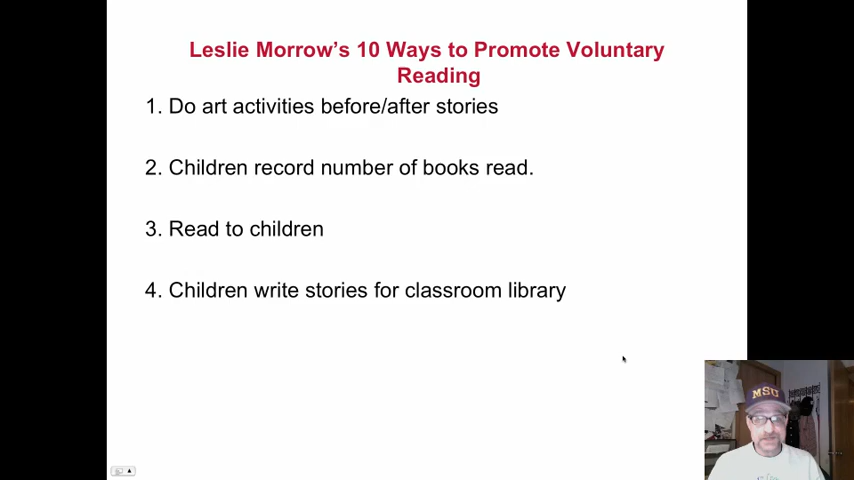 Leslie Morrow's 10 Ways to Promote Voluntary
Reading
1. Do art activities before/after stories
2. Children record number of books read.
3. Read to children
4. Children write stories for classroom library
MSU